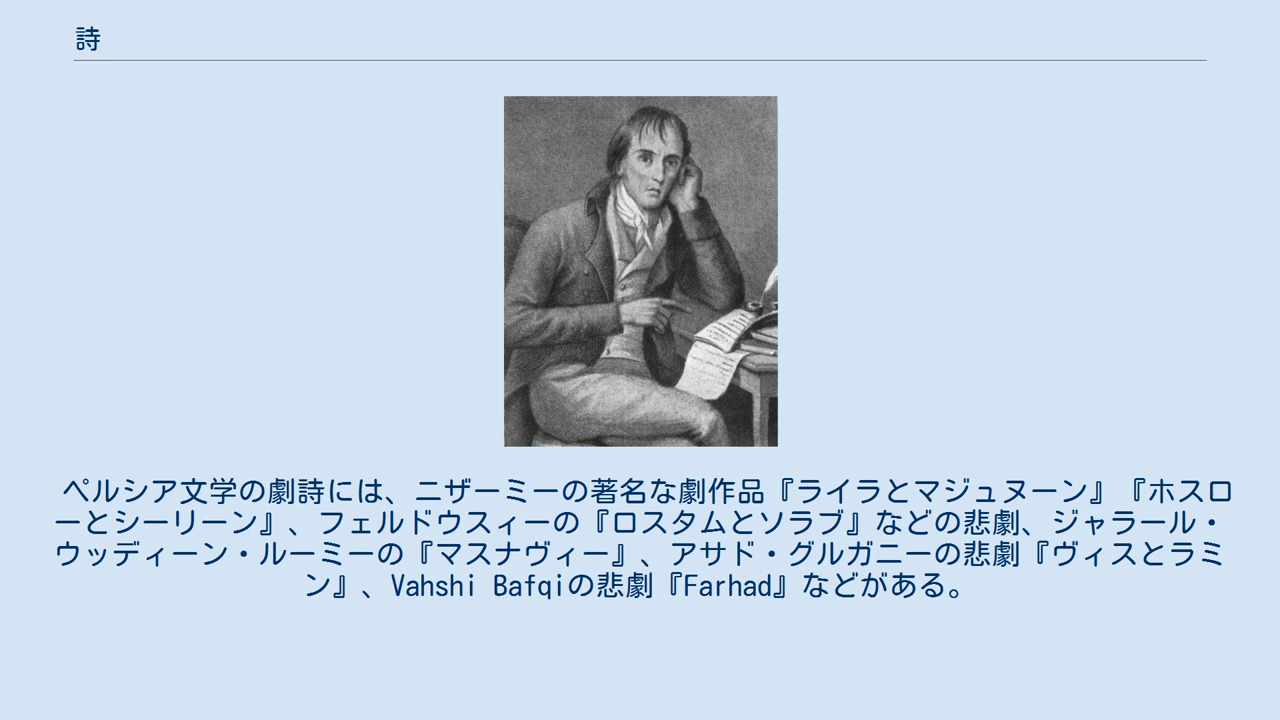 詩
ペルシア文学の劇詩には、ニザーミーの著名な劇作品『ライラとマジュヌーン』『ホスロ
ーとシーリーン』、フェルドウスィーの『ロスタムとソラブ』などの悲劇、ジャラール・
ウッディーン・ルーミーの『マスナヴィー』、アサド・グルガニーの悲劇『ヴィスとラミ
ン』、Vahshi Bafqiの悲劇『Farhad』などがある。